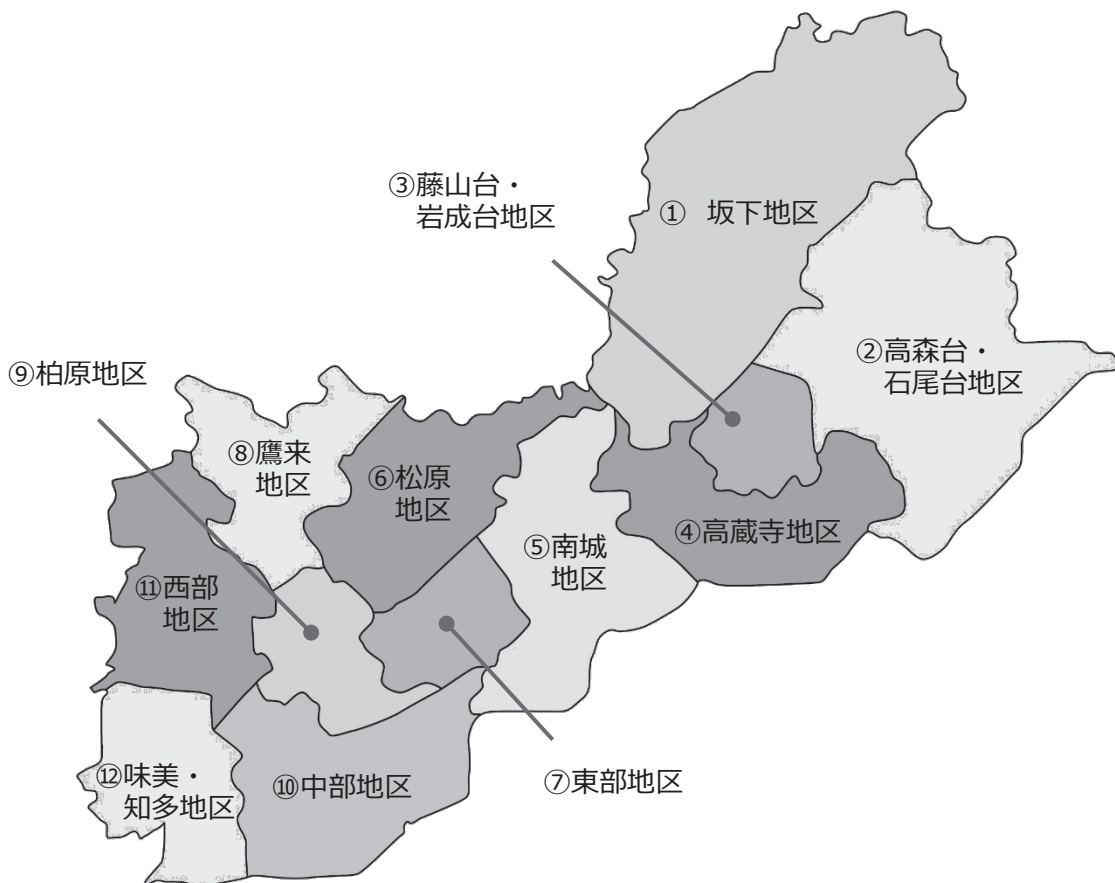 ① 坂下地区
②高森台・
石尾台地区
③藤山台・
岩成台地区
④高蔵寺地区
⑤南城
地区
⑥松原
地区
⑦東部地区
⑧鷹来
地区
⑨柏原地区
⑩中部地区
⑪西部
地区
⑫味美・
知多地区